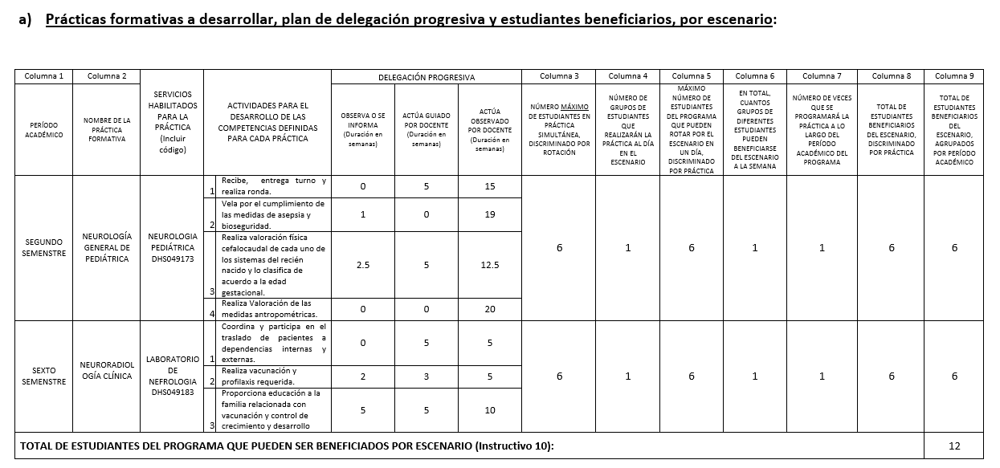 a) Prácticas formativas a desarrollar, plan de delegación progresiva y estudiantes beneficiarios, por escenario:
Columna 1
Columna 2
SERVICIOS
HABILITADOS
PARA LA
PRÁCTICA
(Incluir
código)
ACTIVIDADES PARA EL
DESARROLLO DE LAS
COMPETENCIAS DEFINIDAS
PARA CADA PRÁCTICA
DELEGACIÓN PROGRESIVA
Columna 3
Columna 4
Columna 5
Columna 6
Columna 7
Columna 8
Columna 9
PERÍODO
ACADÉMICO
NOMBRE DE LA
PRÁCTICA
FORMATIVA
OBSERVA O SE
INFORMA
(Duración en
semanas)
ACTÚA GUIADO
POR DOCENTE
(Duración en
semanas)
ACTÚA
OBSERVADO
POR DOCENTE
(Duración en
semanas)
NÚMERO MÁXIMO
DE ESTUDIANTES EN
PRÁCTICA
SIMULTÁNEA,
DISCRIMINADO POR
ROTACIÓN
NÚMERO DE
GRUPOS DE
ESTUDIANTES
QUE
REALIZARÁN LA
PRÁCTICA AL DÍA
EN EL
ESCENARIO
MÁXIMO
NÚMERO DE
ESTUDIANTES
DEL PROGRAMA
QUE PUEDEN
ROTAR POR EL
ESCENARIO EN
UN DÍA,
DISCRIMINADO
POR PRÁCTICA
EN TOTAL,
CUANTOS
GRUPOS DE
DIFERENTES
ESTUDIANTES
PUEDEN
BENEFICIARSE
DEL ESCENARIO
A LA SEMANA
NÚMERO DE VECES
QUE SE
PROGRAMARÁ LA
PRÁCTICA A LO
LARGO DEL
PERÍODO
ACADÉMICO DEL
PROGRAMA
TOTAL DE
ESTUDIANTES
BENEFICIARIOS
DEL ESCENARIO,
DISCRIMINADO
POR PRÁCTICA
TOTAL DE
ESTUDIANTES
BENEFICIARIOS
DEL
ESCENARIO,
AGRUPADOS
POR PERÍODO
ACADÉMICO
SEGUNDO
SEMENSTRE
NEUROLOGÍA
GENERAL DE
PEDIÁTRICA
NEUROLOGIA
PEDIÁTRICA
DHS049173
1 Recibe, entrega turno y
realiza ronda.
0 5 15
2 Vela por el cumplimiento de
las medidas de asepsia y
bioseguridad.
1 0 19
3 Realiza valoración física
cefalocaudal de cada uno de
los sistemas del recién
nacido y lo clasifica de
acuerdo a la edad
gestacional.
2.5 5 12.5
4 Realiza Valoración de las
medidas antropométricas.
0 0 20
6 1 6 1 1 6 6
SEXTO
SEMENSTRE
NEURORADIOL
OGÍA CLÍNICA
LABORATORIO
DE
NEFROLOGIA
DHS049183
1 Coordina y participa en el
traslado de pacientes a
dependencias internas y
externas.
0 5 5
2 Realiza vacunación y
profilaxis requerida.
2 3 5
3 Proporciona educación a la
familia relacionada con
vacunación y control de
crecimiento y desarrollo
5 5 10
6 1 6 1 1 6 6
TOTAL DE ESTUDIANTES DEL PROGRAMA QUE PUEDEN SER BENEFICIADOS POR ESCENARIO (Instructivo 10): 12